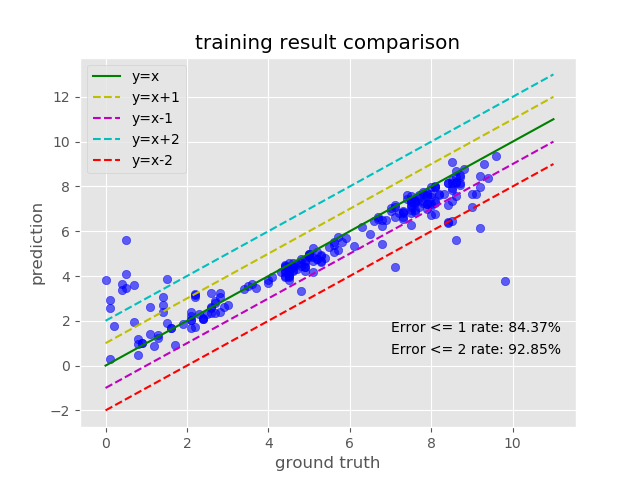 training result comparison
y=x
y=x+1
y=x-1
y=x+2
y=x-2
12
10
8
6
4
2
0
−2
prediction
Error <= 1 rate: 84.37%
Error <= 2 rate: 92.85%
0 2 4 6 8 10
ground truth